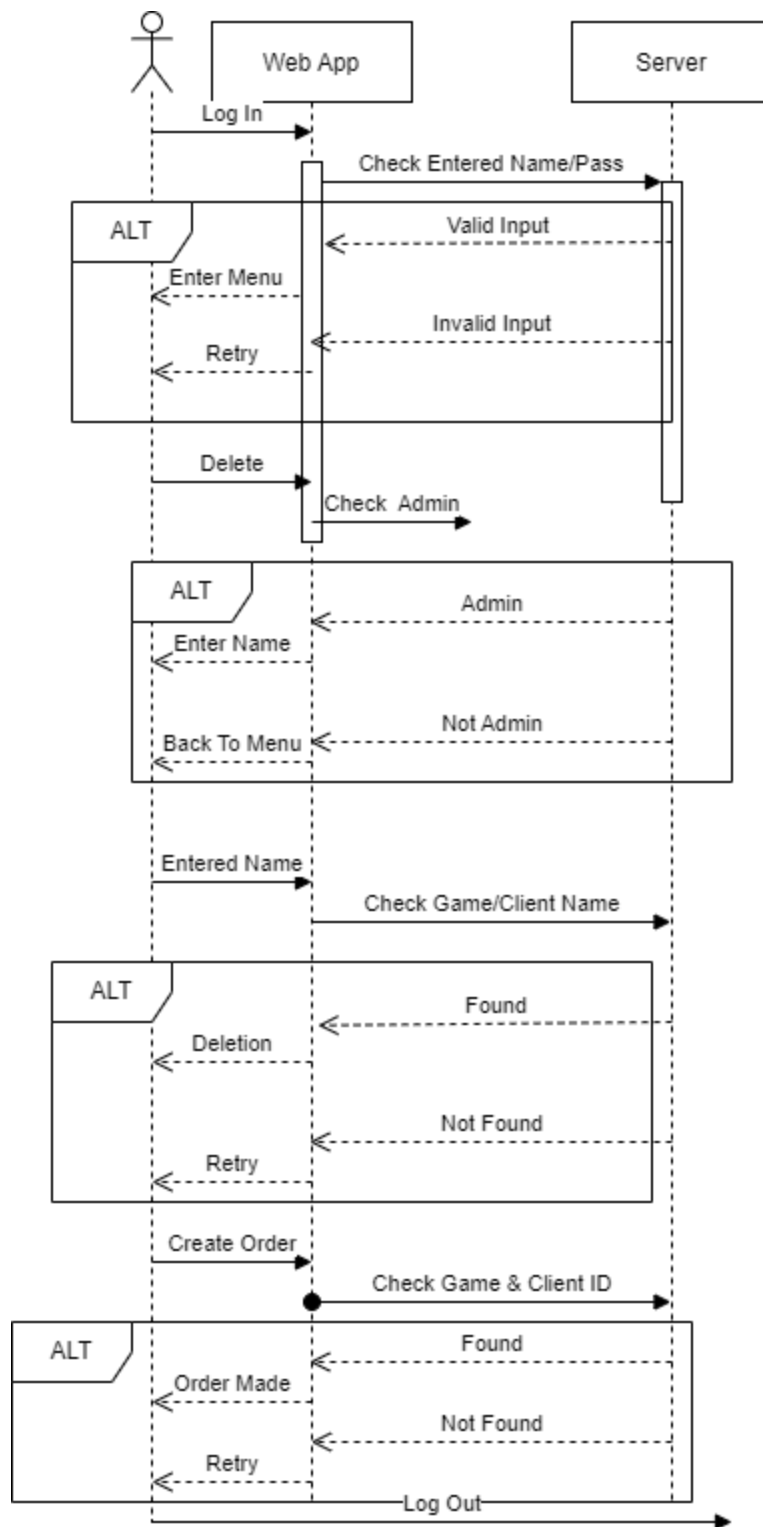 Web App
Server
Log In
Check Entered Name/Pass
ALT
Valid Input
Enter Menu
Invalid Input
Retry
Delete
Check Admin
ALT
Admin
Enter Name
Not Admin
Back To Menu
Entered Name
Check Game/Client Name
ALT
Found
Deletion
Not Found
Retry
Create Order
Check Game & Client ID
ALT
Found
Order Made
Not Found
Retry
Log Out